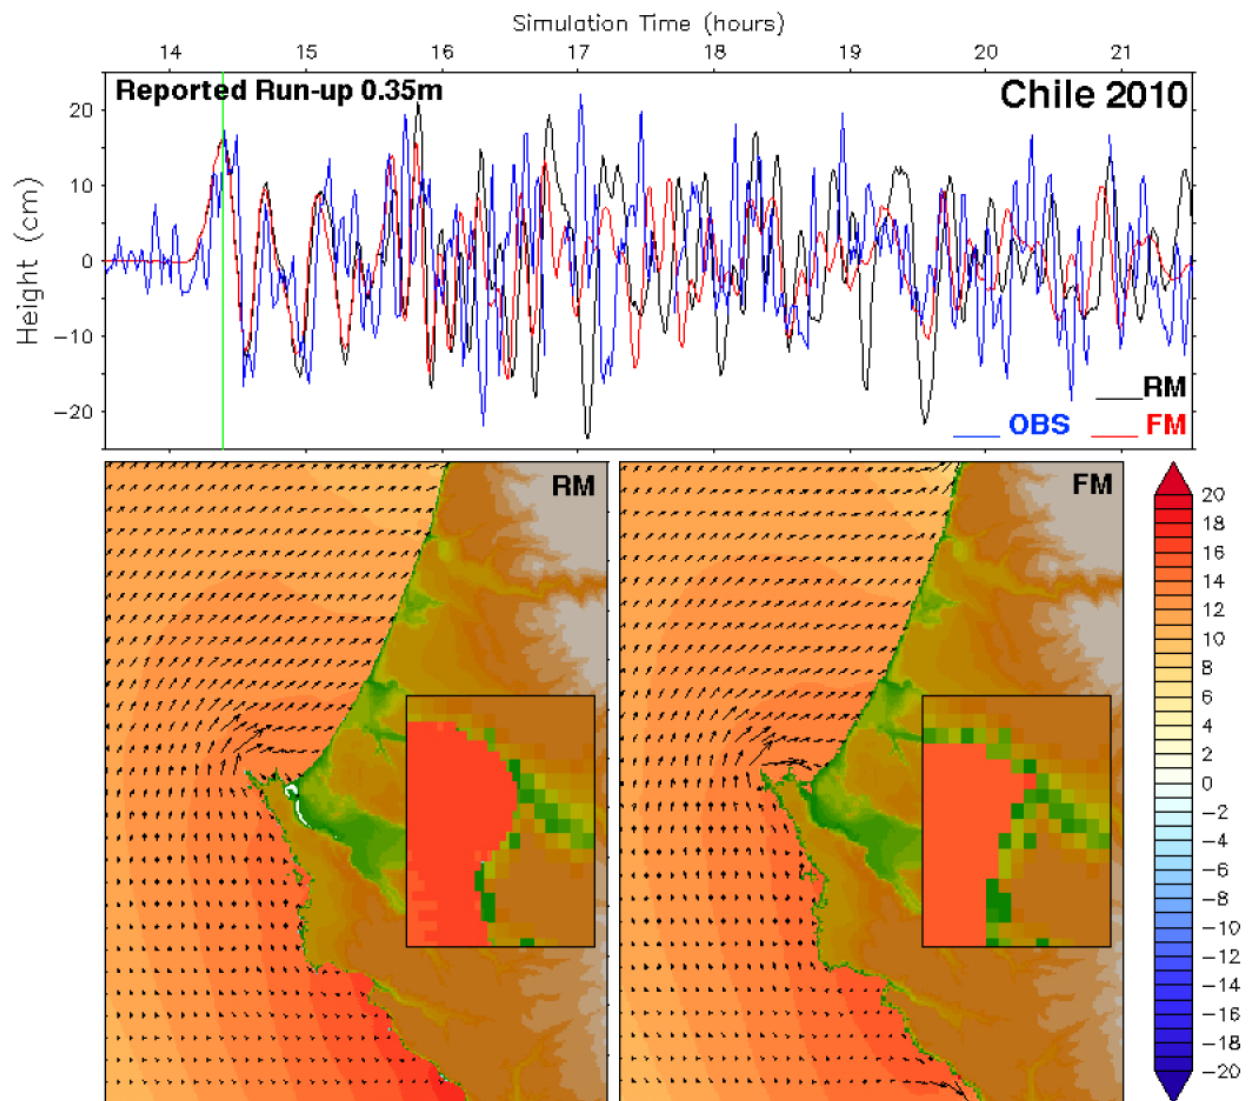 Simulation Time (hours)
14 15 16 17 18 19 20 21
Reported Run-up 0.35m
Chile 2010
Height (cm)
20
10
0
−10
−20
RM
OBS
FM
RM
FM
20
18
16
14
12
10
8
6
4
2
0
−2
−4
−6
−8
−10
−12
−14
−16
−18
−20